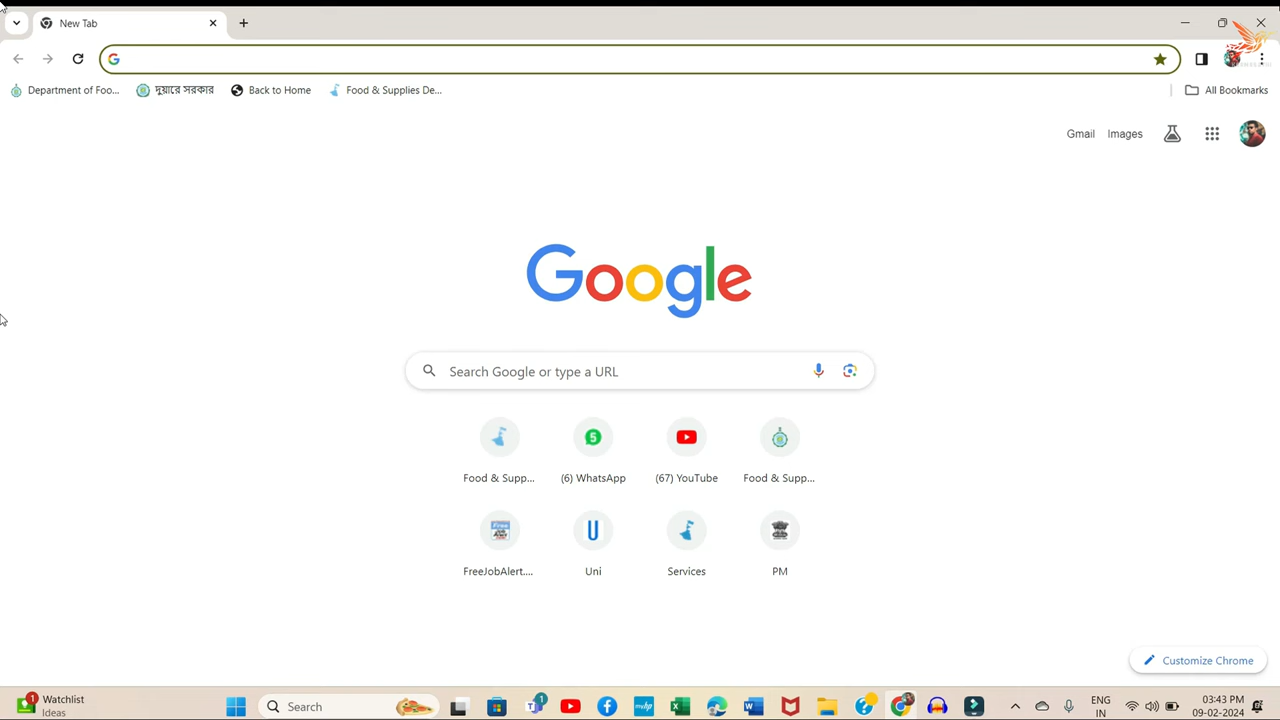 New Tab
Department of Foo...
দুয়ারে সরকার
Back to Home
Food & Supplies De...
All Bookmarks
Gmail
Images
Google
Search Google or type a URL
Food & Supp...
(6) WhatsApp
(67) YouTube
Food & Supp...
FreeJobAlert....
Uni
Services
PM
Customize Chrome
Watchlist
Ideas
Search
ENG
IN
03:43 PM
09-02-2024